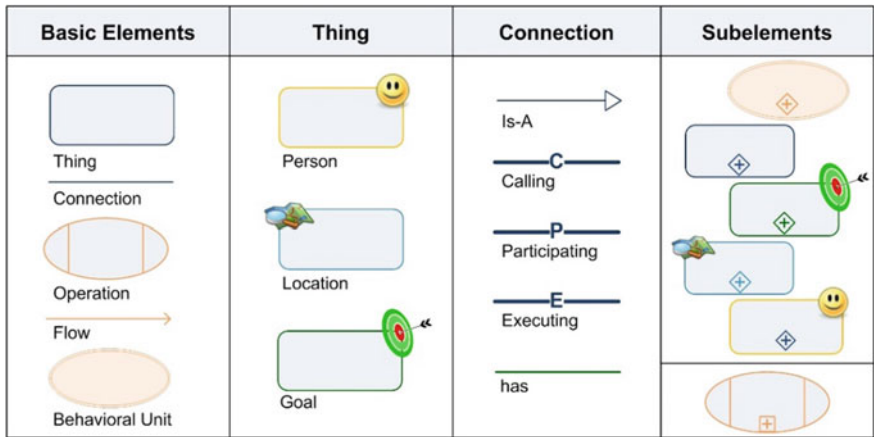 Basic Elements
Thing
Connection
Subelements
Thing
Connection
Operation
Flow
Behavioral Unit
Person
Location
Goal
Is-A
C
Calling
P
Participating
E
Executing
has